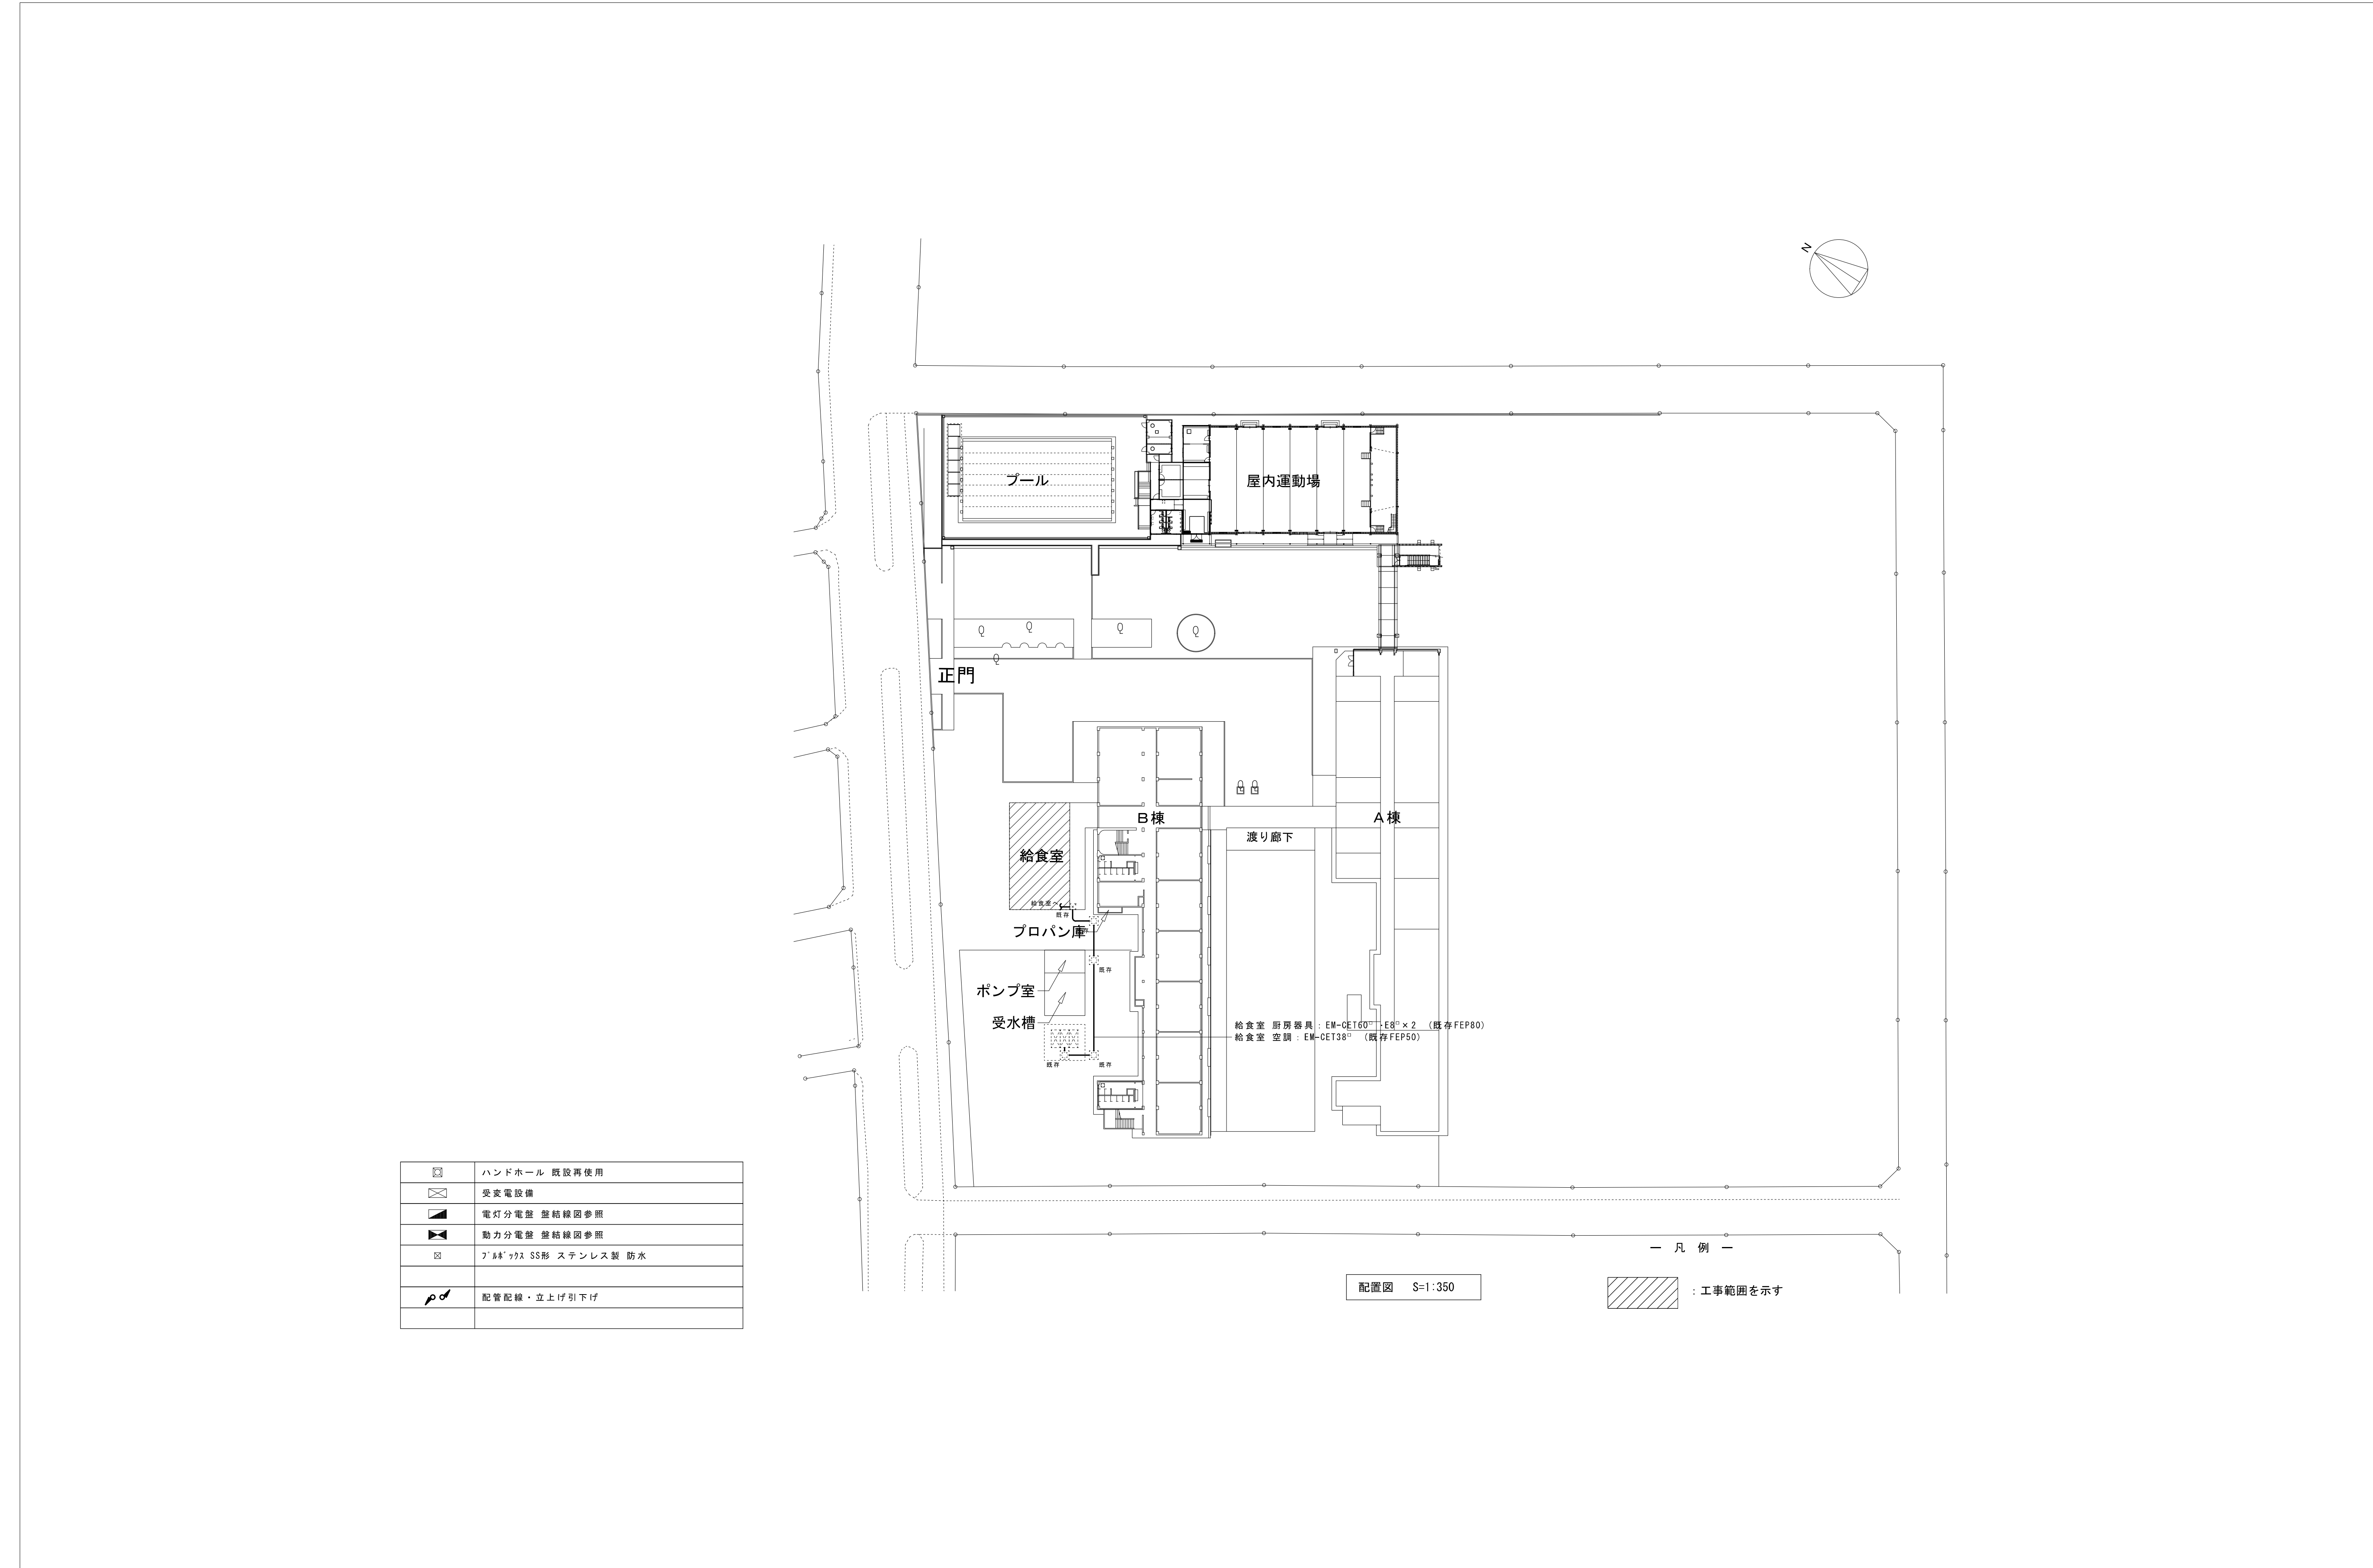 N
プール
屋内運動場
Q
Q
Q
Q
Q
正門
B棟
A棟
渡り廊下
給食室
給食室へ
既存
プロパン庫
既存
ポンプ室
受水槽
給食室 厨房器具：EM-CET60□・E8□×2 （既存FEP80）
給食室 空調：EM-CET38□ （既存FEP50）
既存
既存
ハンドホール 既設再使用
受変電設備
電灯分電盤 盤結線図参照
動力分電盤 盤結線図参照
プルボックス SS形 ステンレス製 防水
配管配線・立上げ引下げ
ー 凡 例 ー
配置図 S=1:350
：工事範囲を示す